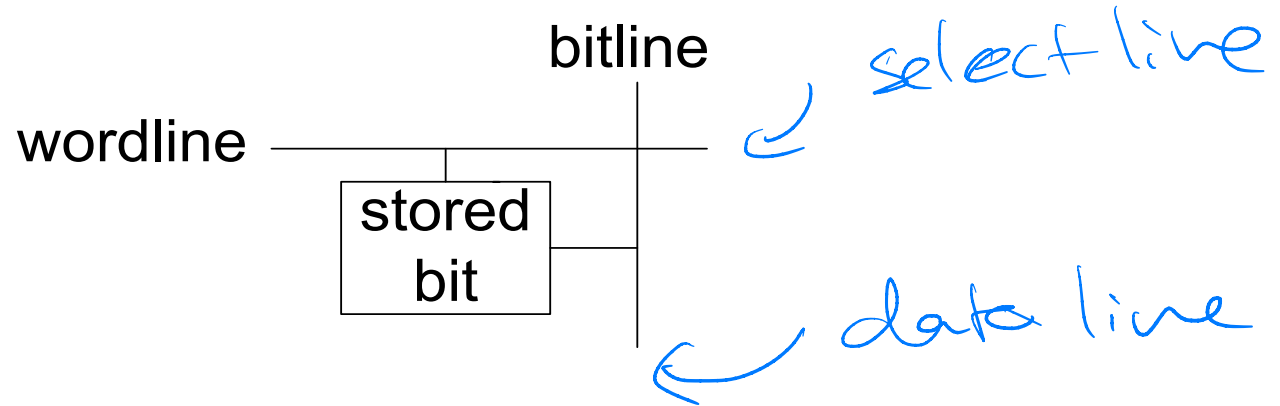 bitline
select line
wordline
stored
bit
data line